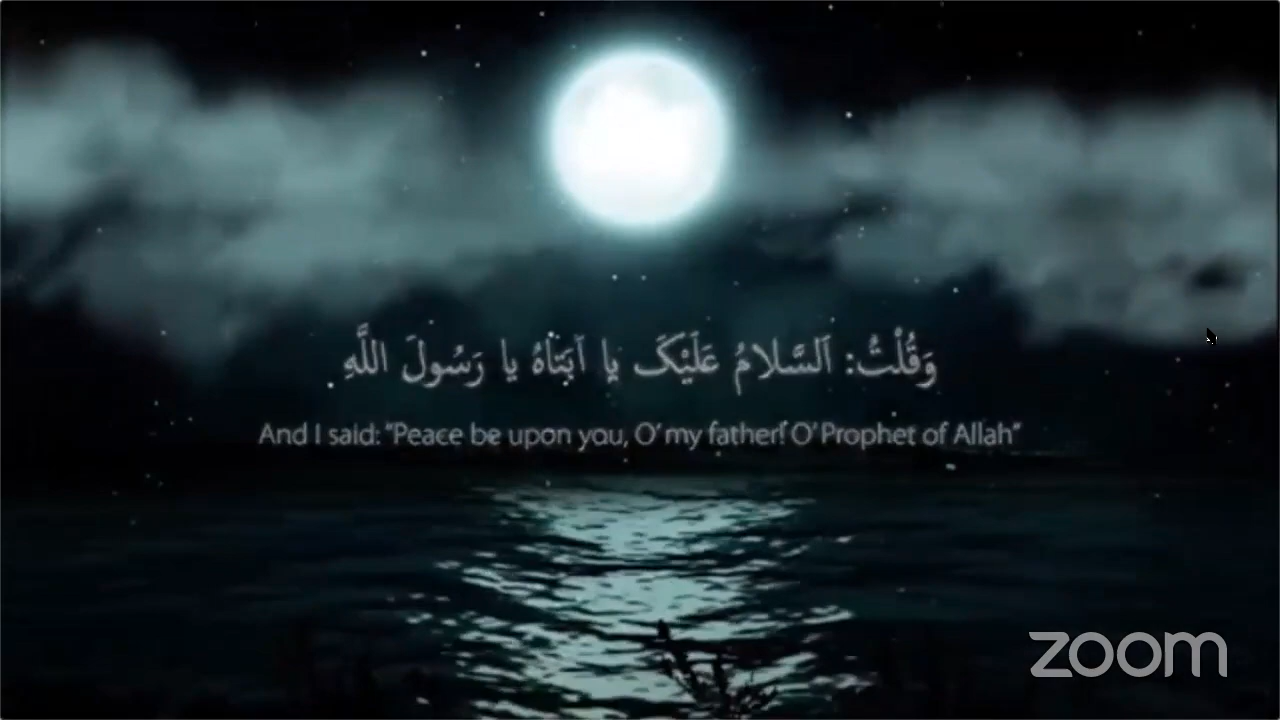 وَقُلْتُ: اَلسَّلامُ عَلَيْكَ يا اَبَتاهُ يا رَسُولَ اللَّهِ
And I said: “Peace be upon you, O’ my father! O’ Prophet of Allah”
zoom